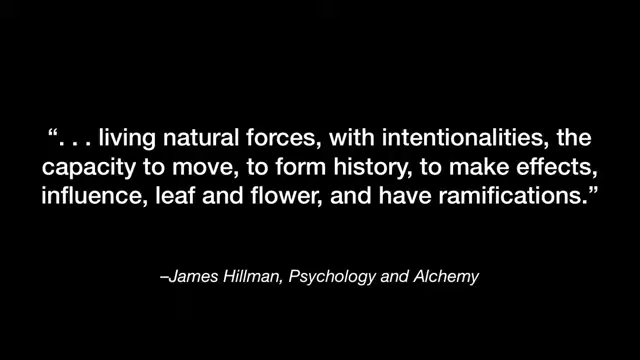 “. . . living natural forces, with intentionalities, the
capacity to move, to form history, to make effects,
influence, leaf and flower, and have ramifications.”
–James Hillman, Psychology and Alchemy